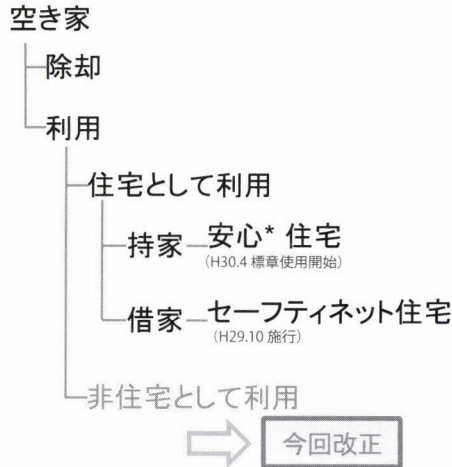 空き家
除却
利用
住宅として利用
持家 安心* 住宅
(H30.4 標章使用開始)
借家 セーフティネット住宅
(H29.10 施行)
非住宅として利用
今回改正